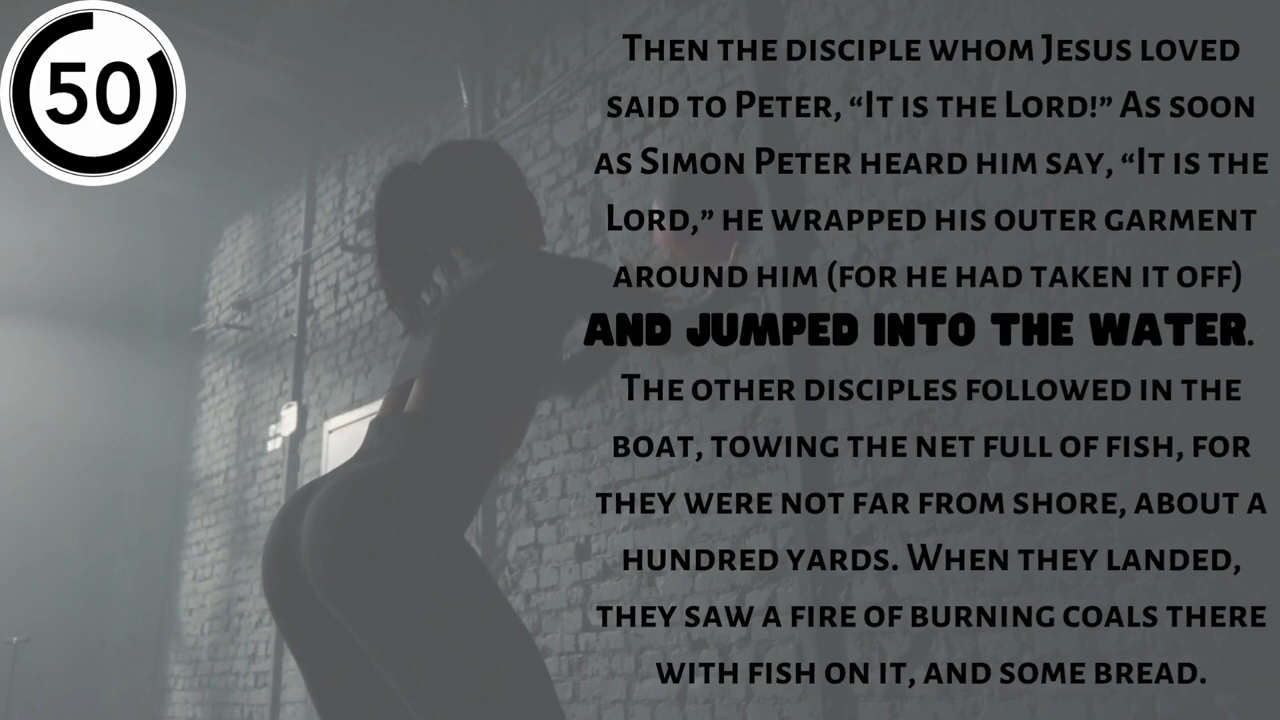 50
Then the disciple whom Jesus loved
said to Peter, “It is the Lord!” As soon
as Simon Peter heard him say, “It is the
Lord,” he wrapped his outer garment
around him (for he had taken it off)
and jumped into the water.
The other disciples followed in the
boat, towing the net full of fish, for
they were not far from shore, about a
hundred yards. When they landed,
they saw a fire of burning coals there
with fish on it, and some bread.